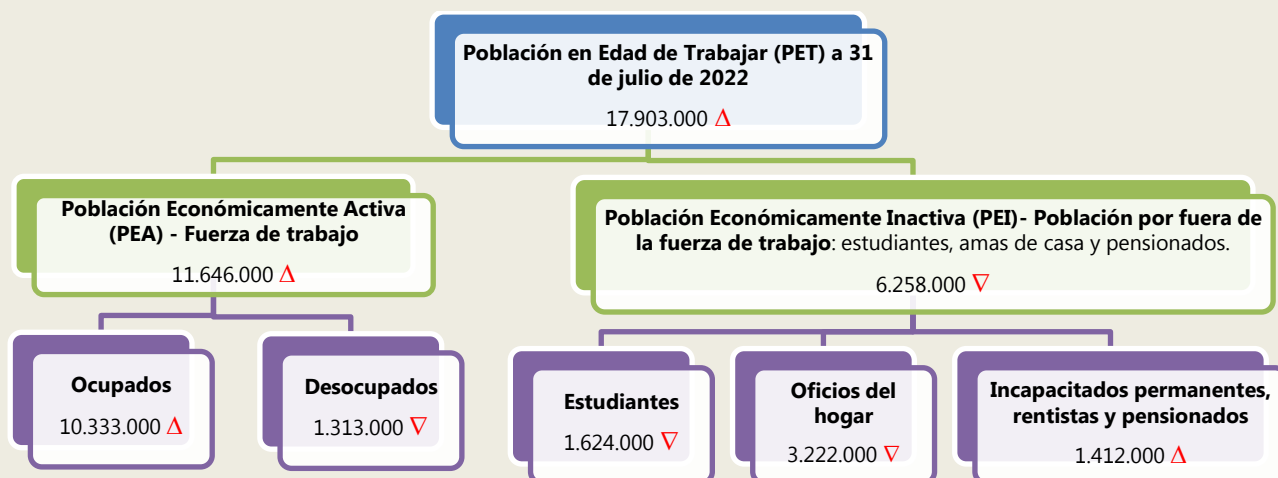 Población en Edad de Trabajar (PET) a 31
de julio de 2022
17.903.000 Δ
Población Económicamente Activa
(PEA) - Fuerza de trabajo
11.646.000 Δ
Población Económicamente Inactiva (PEI)- Población por fuera de
la fuerza de trabajo: estudiantes, amas de casa y pensionados.
6.258.000 ∇
Ocupados
10.333.000 Δ
Desocupados
1.313.000 ∇
Estudiantes
1.624.000 ∇
Oficios del
hogar
3.222.000 ∇
Incapacitados permanentes,
rentistas y pensionados
1.412.000 Δ